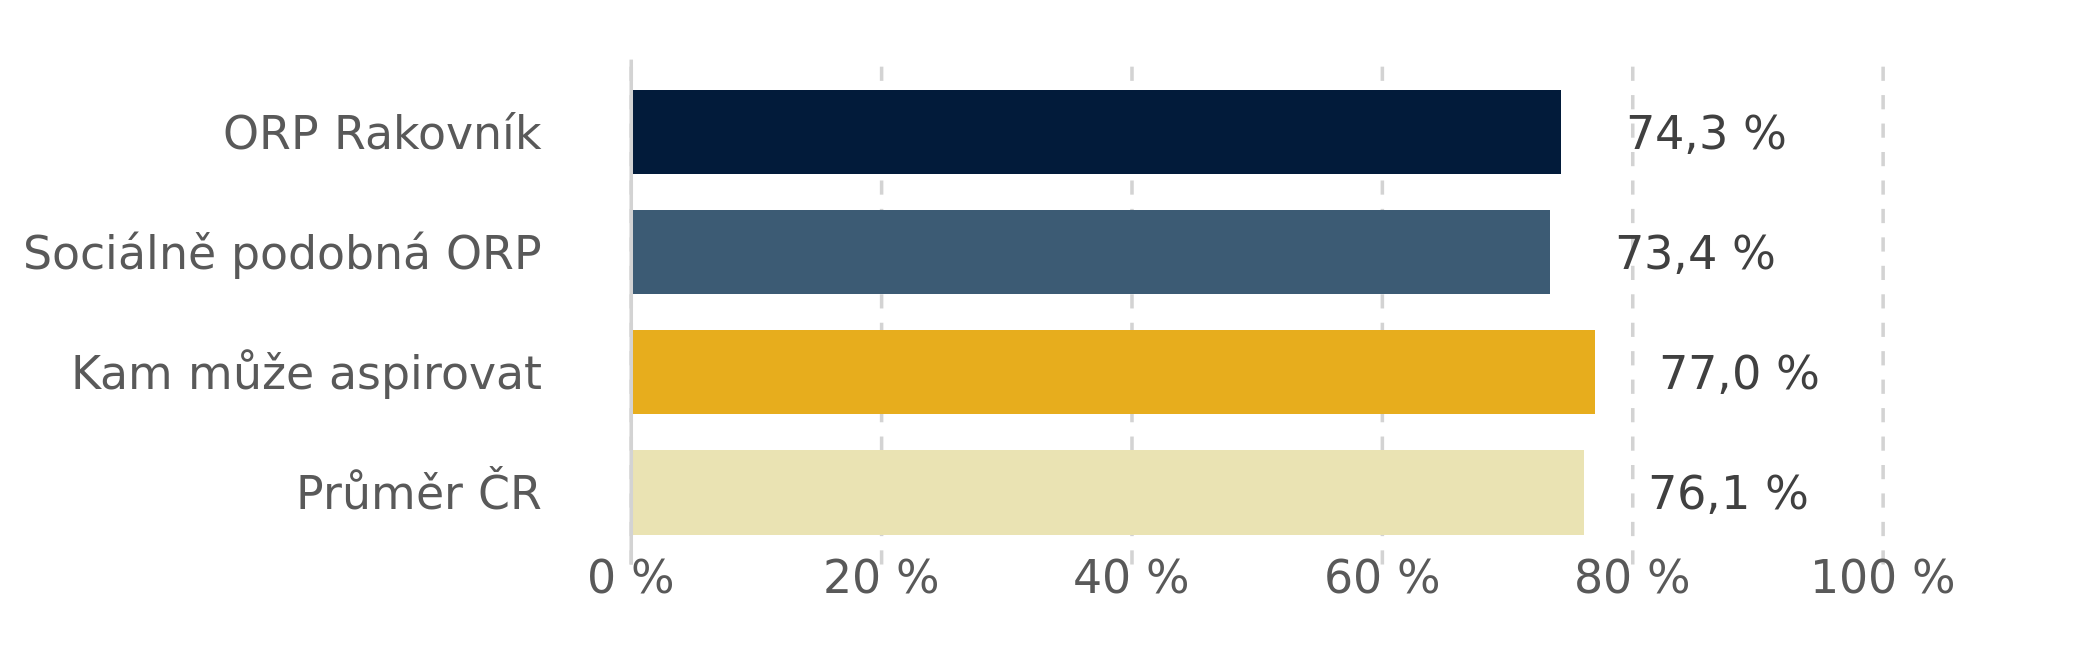 ORP Rakovník 74,3 %
Sociálně podobná ORP 73,4 %
Kam může aspirovat 77,0 %
Průměr ČR 76,1 %
0 % 20 % 40 % 60 % 80 % 100 %